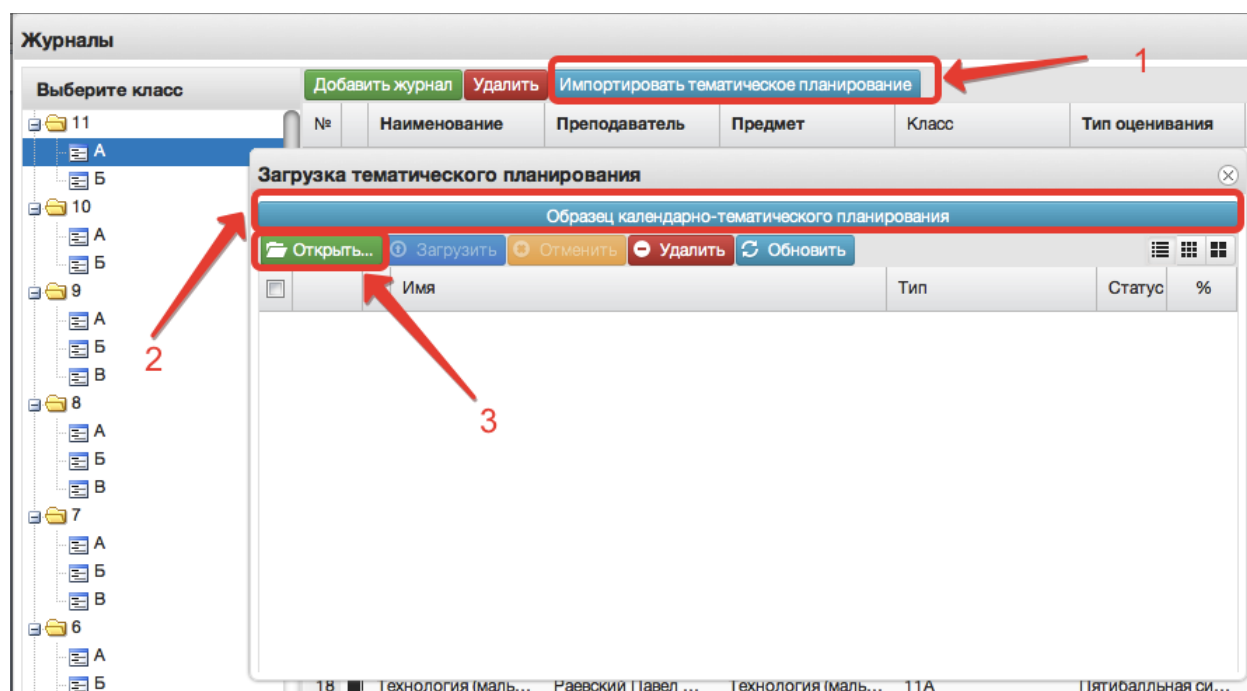 Журналы
1
Выберите класс
Добавить журнал Удалить Импортировать тематическое планирование
№ Наименование Преподаватель Предмет Класс Тип оценивания
11
А
Б
10
А
Б
9
А
Б
В
8
А
Б
В
7
А
Б
В
6
А
Б
Загрузка тематического планирования
Образец календарно-тематического планирования
Открыть... Загрузить Отменить Удалить Обновить
Имя Тип Статус %
2
3
18 Технология (маль... Раевский Павел ... Технология (маль... 11А Пятибалльная си...